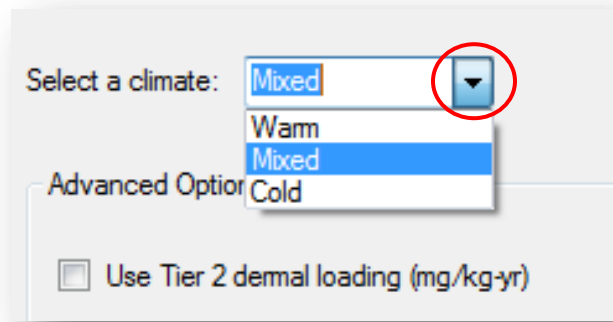 Select a climate: Mixed
Warm
Mixed
Cold
Advanced Option
Use Tier 2 dermal loading (mg/kg-yr)